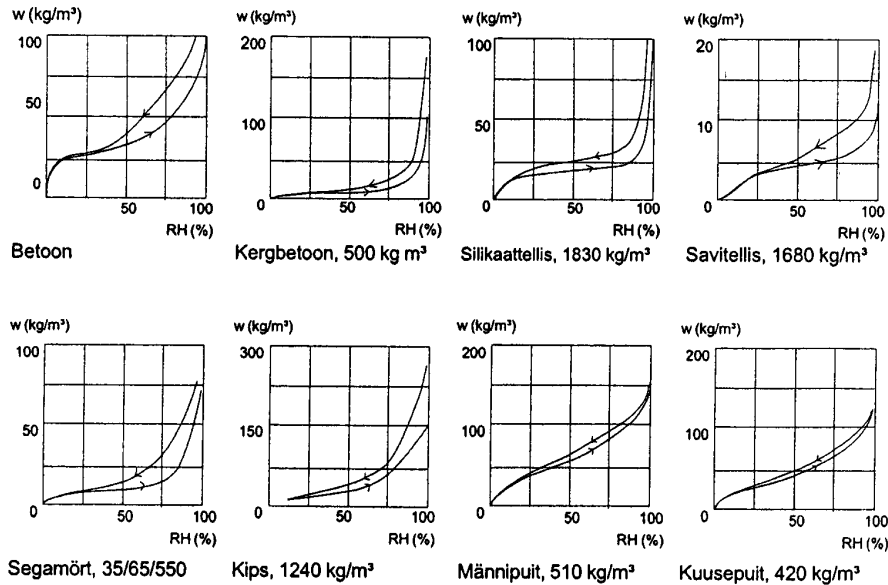 w (kg/m³)
100
50
0
50
100
RH (%)
Betoon
w (kg/m³)
200
100
0
50
100
RH (%)
Kergbetoon, 500 kg m³
w (kg/m³)
100
50
0
50
100
RH (%)
Silikaattellis, 1830 kg/m³
w (kg/m³)
20
10
0
50
100
RH (%)
Savitellis, 1680 kg/m³
w (kg/m³)
100
50
0
50
100
RH (%)
Segamört, 35/65/550
w (kg/m³)
300
150
0
50
100
RH (%)
Kips, 1240 kg/m³
w (kg/m³)
200
100
0
50
100
RH (%)
Männipuit, 510 kg/m³
w (kg/m³)
200
100
0
50
100
RH (%)
Kuusepuit, 420 kg/m³